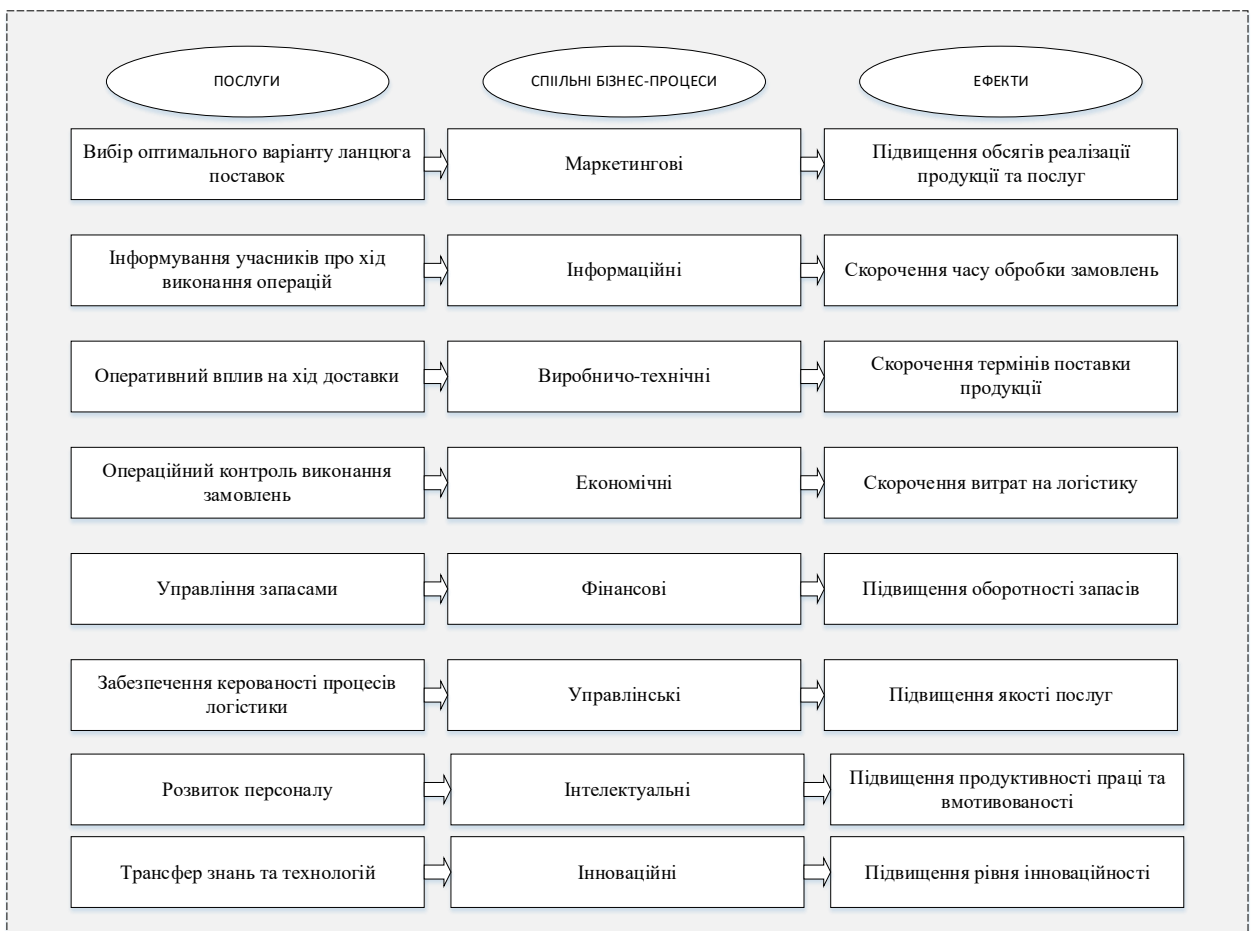 ПОСЛУГИ
СПІЛЬНІ БІЗНЕС-ПРОЦЕСИ
ЕФЕКТИ
Вибір оптимального варіанту ланцюга
поставок
Маркетингові
Підвищення обсягів реалізації
продукції та послуг
Інформування учасників про хід
виконання операцій
Інформаційні
Скорочення часу обробки замовлень
Оперативний вплив на хід доставки
Виробничо-технічні
Скорочення термінів поставки
продукції
Операційний контроль виконання
замовлень
Економічні
Скорочення витрат на логістику
Управління запасами
Фінансові
Підвищення оборотності запасів
Забезпечення керованості процесів
логістики
Управлінські
Підвищення якості послуг
Розвиток персоналу
Інтелектуальні
Підвищення продуктивності праці та
вмотивованості
Трансфер знань та технологій
Інноваційні
Підвищення рівня інноваційності